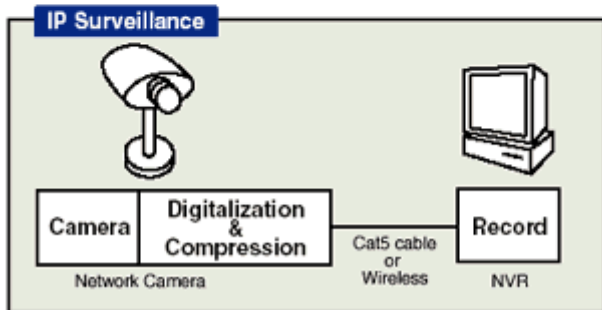 IP Surveillance
Camera
Digitalization
&
Compression
Record
Cat5 cable
or
Wireless
Network Camera
NVR